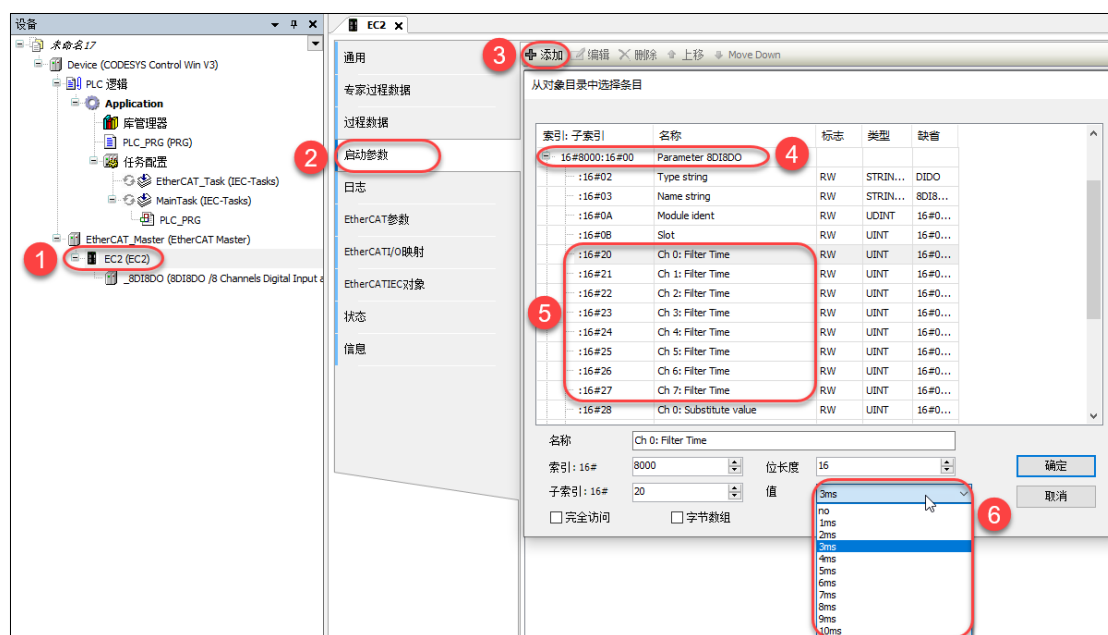 设备
未命名17
Device (CODESYS Control Win V3)
PLC 逻辑
Application
库管理器
PLC_PRG (PRG)
任务配置
EtherCAT_Task (IEC-Tasks)
MainTask (IEC-Tasks)
PLC_PRG
EtherCAT_Master (EtherCAT Master)
1
EC2 (EC2)
_8DI8DO (8DI8DO /8 Channels Digital Input a
EC2
通用
专家过程数据
过程数据
2
启动参数
日志
EtherCAT参数
EtherCATI/O映射
EtherCATIEC对象
状态
信息
3
添加 编辑 删除 上移 Move Down
从对象目录中选择条目
索引: 子索引 名称 标志 类型 缺省
16#8000:16#00 Parameter 8DI8DO
4
:16#02 Type string RW STRIN... DIDO
:16#03 Name string RW STRIN... 8DI8...
:16#0A Module ident RW UDINT 16#0...
:16#0B Slot RW UINT 16#0...
:16#20 Ch 0: Filter Time RW UINT 16#0...
:16#21 Ch 1: Filter Time RW UINT 16#0...
:16#22 Ch 2: Filter Time RW UINT 16#0...
5
:16#23 Ch 3: Filter Time RW UINT 16#0...
:16#24 Ch 4: Filter Time RW UINT 16#0...
:16#25 Ch 5: Filter Time RW UINT 16#0...
:16#26 Ch 6: Filter Time RW UINT 16#0...
:16#27 Ch 7: Filter Time RW UINT 16#0...
:16#28 Ch 0: Substitute value RW UINT 16#0...
名称 Ch 0: Filter Time
索引: 16# 8000 位长度 16 确定
子索引: 16# 20 值 3ms 取消
完全访问 字节数组
6
no
1ms
2ms
3ms
4ms
5ms
6ms
7ms
8ms
9ms
10ms